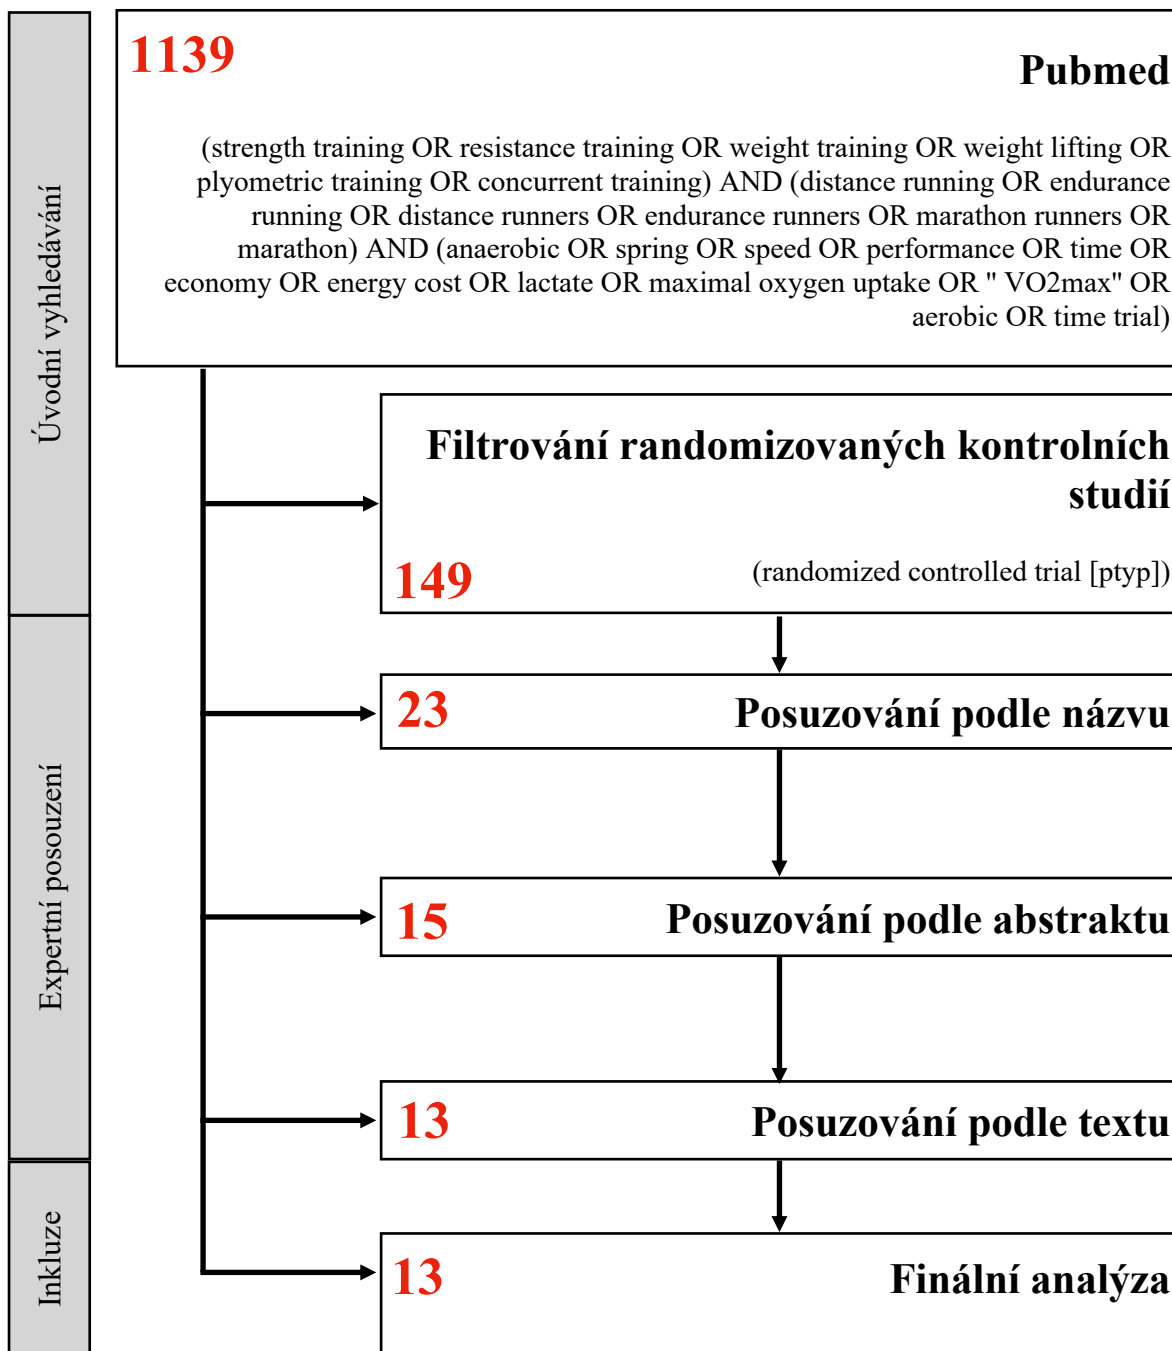 Úvodní vyhledávání
1139
Pubmed
(strength training OR resistance training OR weight training OR weight lifting OR
plyometric training OR concurrent training) AND (distance running OR endurance
running OR distance runners OR endurance runners OR marathon runners OR
marathon) AND (anaerobic OR spring OR speed OR performance OR time OR
economy OR energy cost OR lactate OR maximal oxygen uptake OR " VO2max" OR
aerobic OR time trial)
Filtrování randomizovaných kontrolních
studií
149
(randomized controlled trial [ptyp])
Expertní posouzení
23
Posuzování podle názvu
15
Posuzování podle abstraktu
13
Posuzování podle textu
Inkluze
13
Finální analýza